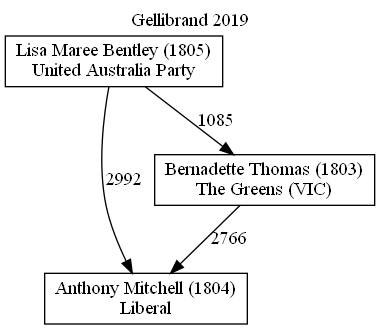 Gellibrand 2019
Lisa Maree Bentley (1805)
United Australia Party
1085
Bernadette Thomas (1803)
The Greens (VIC)
2992
2766
Anthony Mitchell (1804)
Liberal